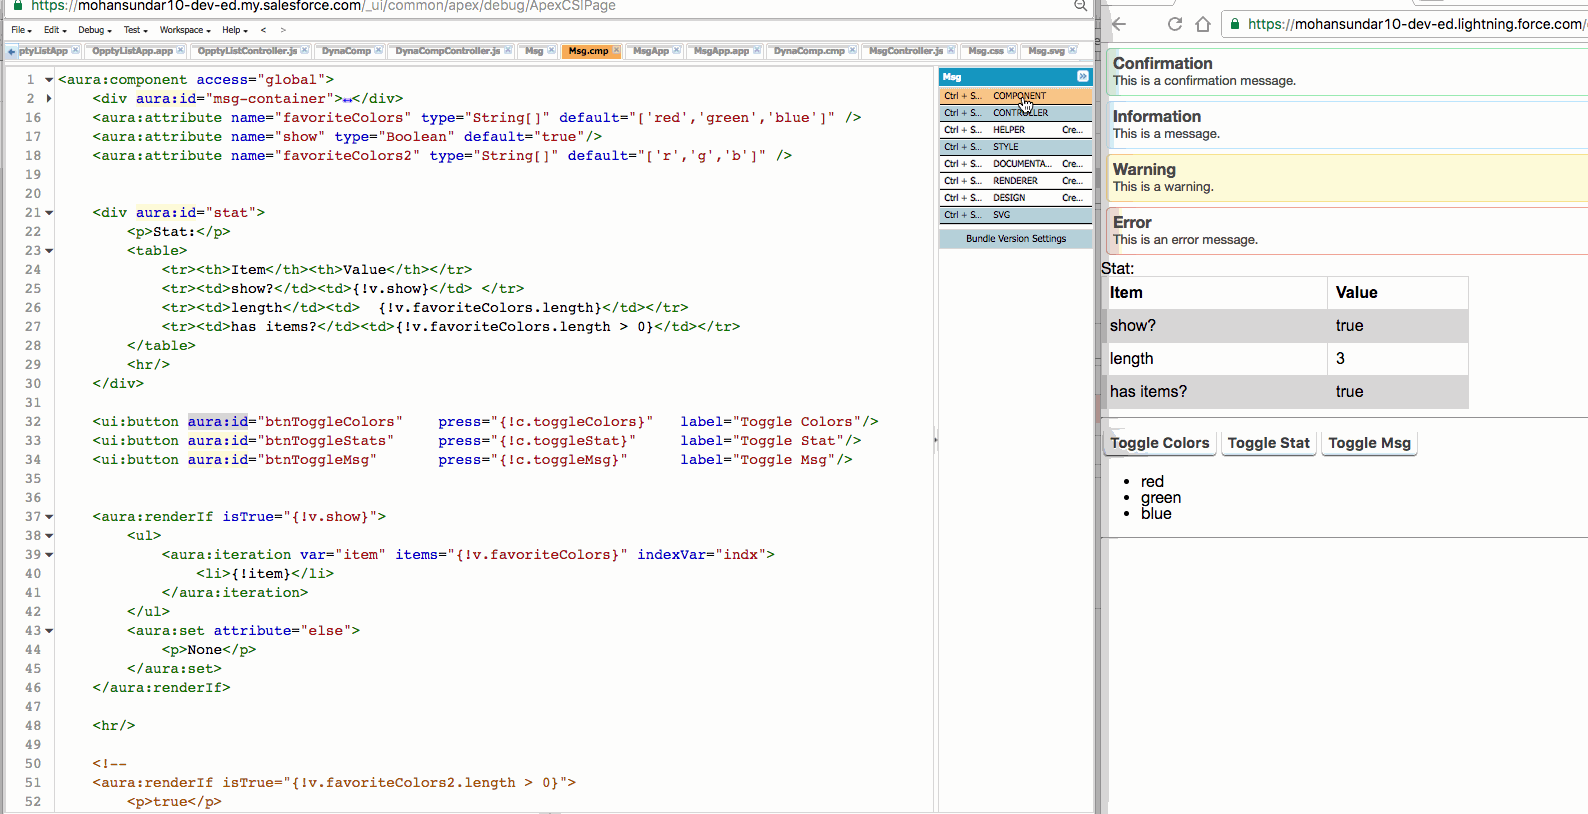 https://mohansundar10-dev-ed.my.salesforce.com/_ui/common/apex/debug/ApexCSIPage
File Edit Debug Test Workspace Help < >
ptyListApp OpptyListApp.app OpptyListController.js DynaComp DynaCompController.js Msg Msg.cmp MsgApp MsgApp.app DynaComp.cmp MsgController.js Msg.css Msg.svg
1 <aura:component access="global">
2 <div aura:id="msg-container">↔</div>
16 <aura:attribute name="favoriteColors" type="String[]" default="['red','green','blue']" />
17 <aura:attribute name="show" type="Boolean" default="true"/>
18 <aura:attribute name="favoriteColors2" type="String[]" default="['r','g','b']" />
19
20
21 <div aura:id="stat">
22 <p>Stat:</p>
23 <table>
24 <tr><th>Item</th><th>Value</th></tr>
25 <tr><td>show?</td><td>{!v.show}</td> </tr>
26 <tr><td>length</td><td>  {!v.favoriteColors.length}</td></tr>
27 <tr><td>has items?</td><td>{!v.favoriteColors.length > 0}</td></tr>
28 </table>
29 <hr/>
30 </div>
31
32 <ui:button aura:id="btnToggleColors" press="{!c.toggleColors}" label="Toggle Colors"/>
33 <ui:button aura:id="btnToggleStats" press="{!c.toggleStat}" label="Toggle Stat"/>
34 <ui:button aura:id="btnToggleMsg" press="{!c.toggleMsg}" label="Toggle Msg"/>
35
36
37 <aura:renderIf isTrue="{!v.show}">
38 <ul>
39 <aura:iteration var="item" items="{!v.favoriteColors}" indexVar="indx">
40 <li>{!item}</li>
41 </aura:iteration>
42 </ul>
43 <aura:set attribute="else">
44 <p>None</p>
45 </aura:set>
46 </aura:renderIf>
47
48 <hr/>
49
50 <!--
51 <aura:renderIf isTrue="{!v.favoriteColors2.length > 0}">
52 <p>true</p>
Msg
Ctrl + S... COMPONENT
Ctrl + S... CONTROLLER
Ctrl + S... HELPER Cre...
Ctrl + S... STYLE
Ctrl + S... DOCUMENTA... Cre...
Ctrl + S... RENDERER Cre...
Ctrl + S... DESIGN Cre...
Ctrl + S... SVG
Bundle Version Settings
https://mohansundar10-dev-ed.lightning.force.com/
Confirmation
This is a confirmation message.
Information
This is a message.
Warning
This is a warning.
Error
This is an error message.
Stat:
Item Value
show? true
length 3
has items? true
Toggle Colors Toggle Stat Toggle Msg
• red
• green
• blue